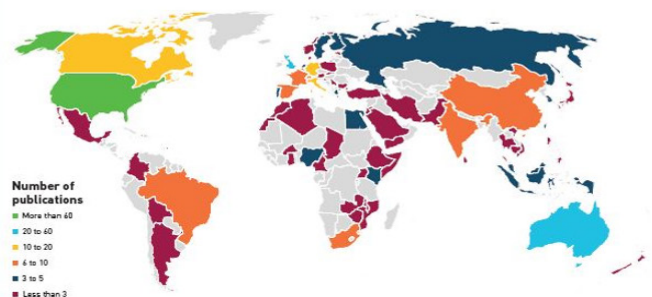 Number of
publications
More than 60
20 to 60
10 to 20
6 to 10
3 to 5
Less than 3